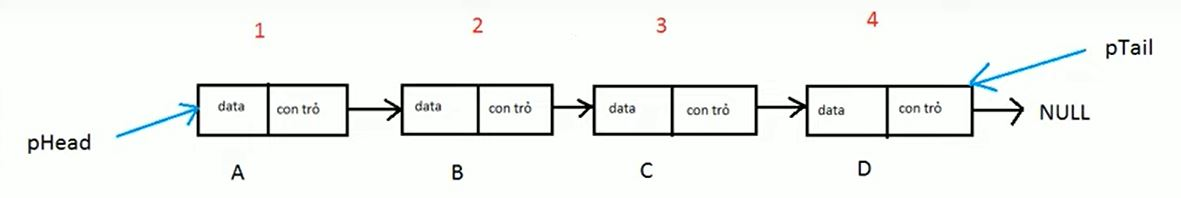 1 2 3 4
pTail
data con trỏ data con trỏ data con trỏ data con trỏ NULL
pHead
A B C D